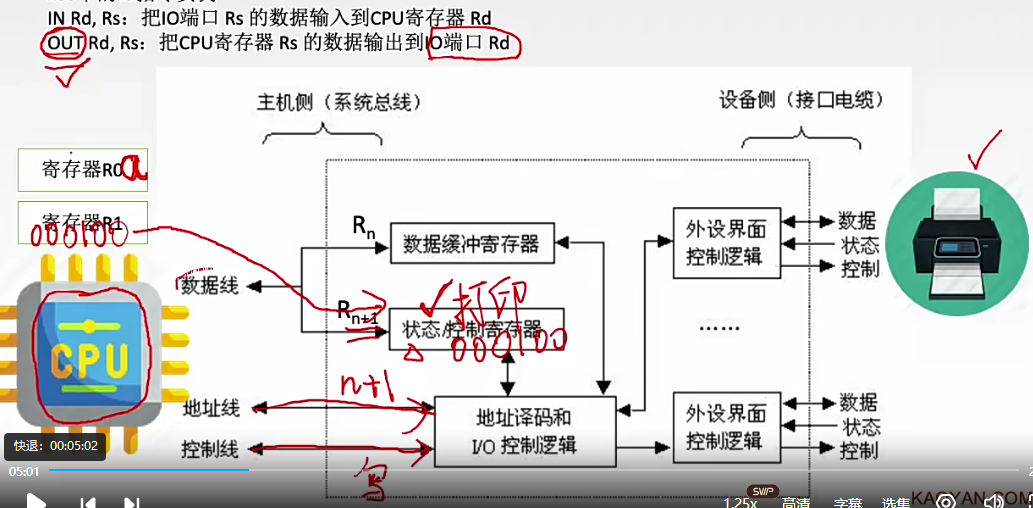 IN Rd, Rs：把IO端口 Rs 的数据输入到CPU寄存器 Rd
OUT Rd, Rs：把CPU寄存器 Rs 的数据输出到IO端口 Rd
主机侧（系统总线）
设备侧（接口电缆）
寄存器R0 a
寄存器R1
000100
Rn
数据缓冲寄存器
外设界面
控制逻辑
数据
状态
控制
数据线
Rn+1
打印
状态/控制寄存器
000100
……
CPU
n+1
地址线
控制线
写
地址译码和
I/O 控制逻辑
外设界面
控制逻辑
数据
状态
控制
快退：00:05:02
05:01
1.25x
SWP
高清
字幕
选集
KAOYAN.COM